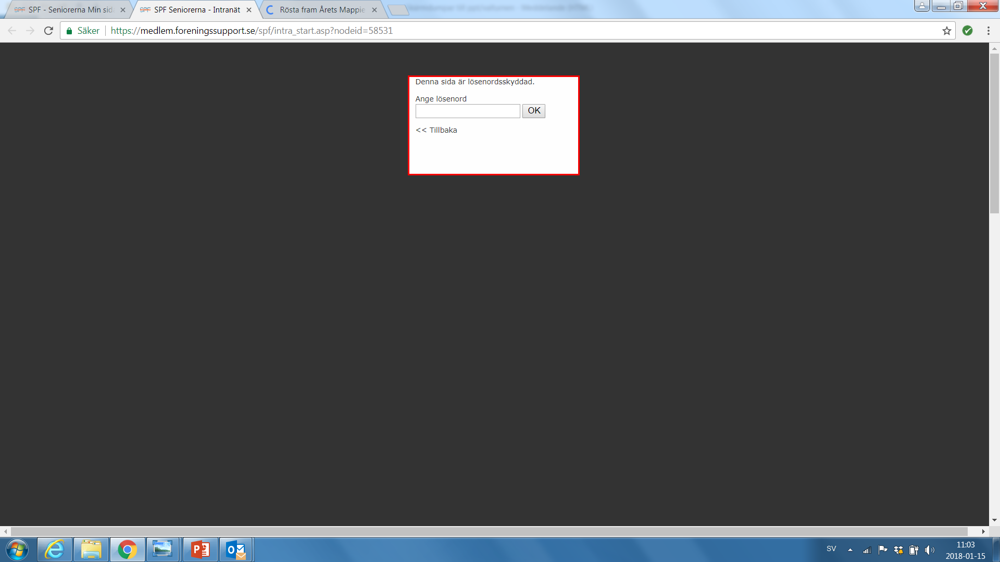 SPF - Seniorerna Min sid
SPF Seniorerna - Intranät
Rösta fram Årets Mappie
Säker
https://medlem.foreningssupport.se/spf/intra_start.asp?nodeid=58531
Denna sida är lösenordsskyddad.
Ange lösenord
OK
<< Tillbaka
SV
11:03
2018-01-15